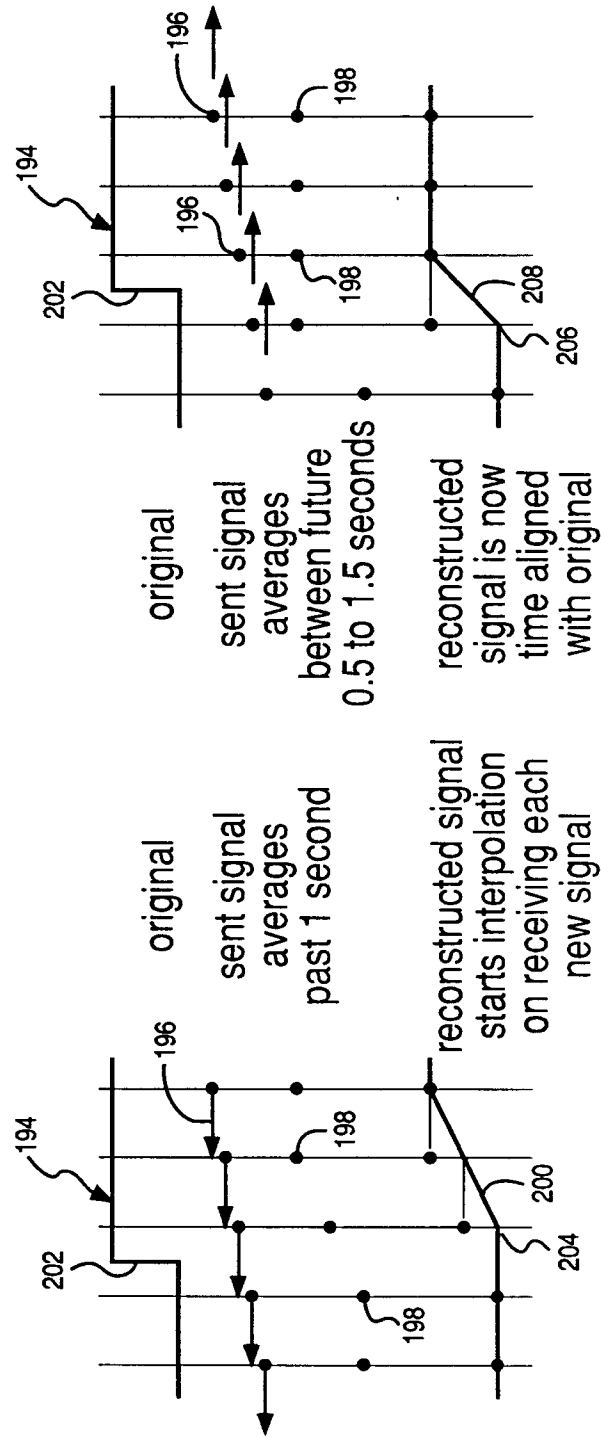 194
202
196
198
198
200
204
original
sent signal
averages
past 1 second
reconstructed signal
starts interpolation
on receiving each
new signal
original
sent signal
averages
between future
0.5 to 1.5 seconds
reconstructed
signal is now
time aligned
with original
194
202
196
196
198
198
208
206